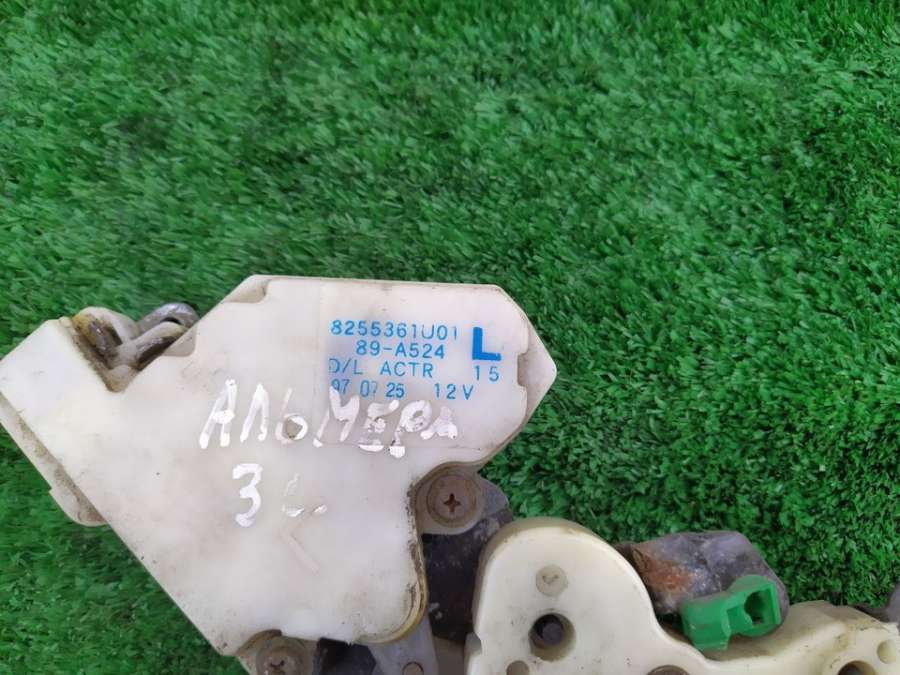 8255361U01
89-A524 L
D/L ACTR 15
97.07.25 12V
АЛЬМЕРА
3 L